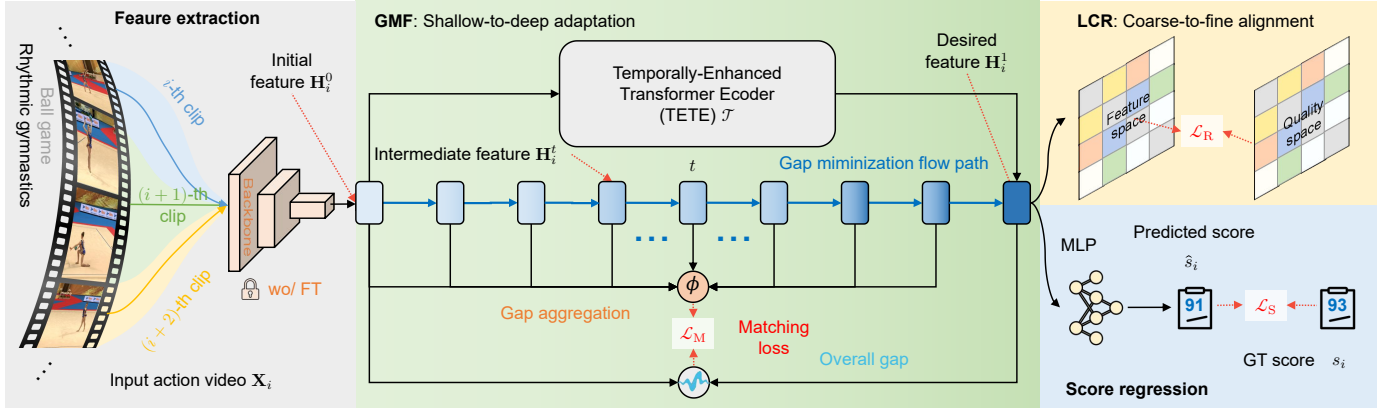 Feaure extraction
Rhythmic gymnastics
Ball game
i-th clip
(i + 1)-th
clip
(i + 2)-th clip
Backbone
wo/ FT
Input action video X_i
Initial
feature H_i^0
GMF: Shallow-to-deep adaptation
Temporally-Enhanced
Transformer Ecoder
(TETE) 𝒯
Desired
feature H_i^1
Intermediate feature H_i^t
t
Gap miminization flow path
...
...
ϕ
Gap aggregation
ℒ_M
Matching
loss
Overall gap
LCR: Coarse-to-fine alignment
Feature
space
ℒ_R
Quality
space
MLP
Predicted score
ŝ_i
91
ℒ_S
93
GT score s_i
Score regression